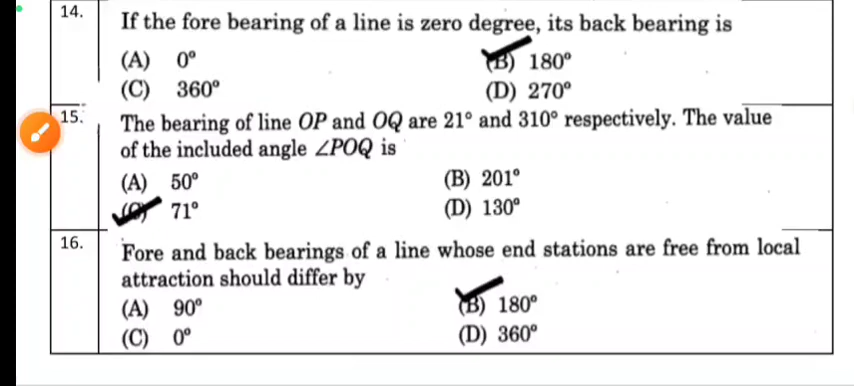 14. If the fore bearing of a line is zero degree, its back bearing is
(A) 0° (B) 180°
(C) 360° (D) 270°
15. The bearing of line OP and OQ are 21° and 310° respectively. The value
of the included angle ∠POQ is
(A) 50° (B) 201°
(C) 71° (D) 130°
16. Fore and back bearings of a line whose end stations are free from local
attraction should differ by
(A) 90° (B) 180°
(C) 0° (D) 360°